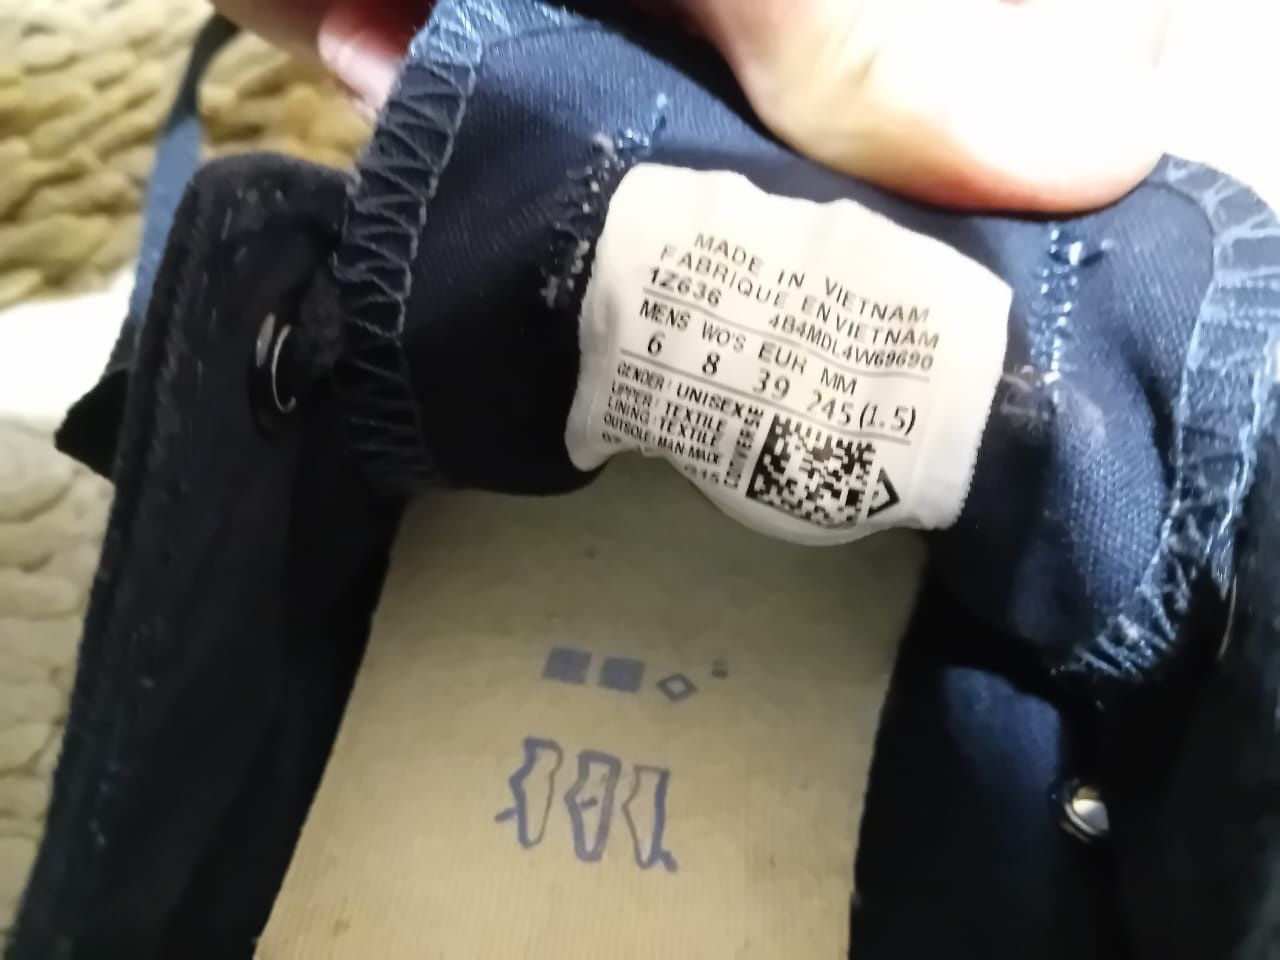 MADE IN VIETNAM
FABRIQUE EN VIETNAM
1Z636 4B4MDL4W69690
MENS WO'S EUR MM
6 8 39 245 (1.5)
GENDER: UNISEX
UPPER: TEXTILE
LINING: TEXTILE
OUTSOLE: MAN MADE
CONVERSE